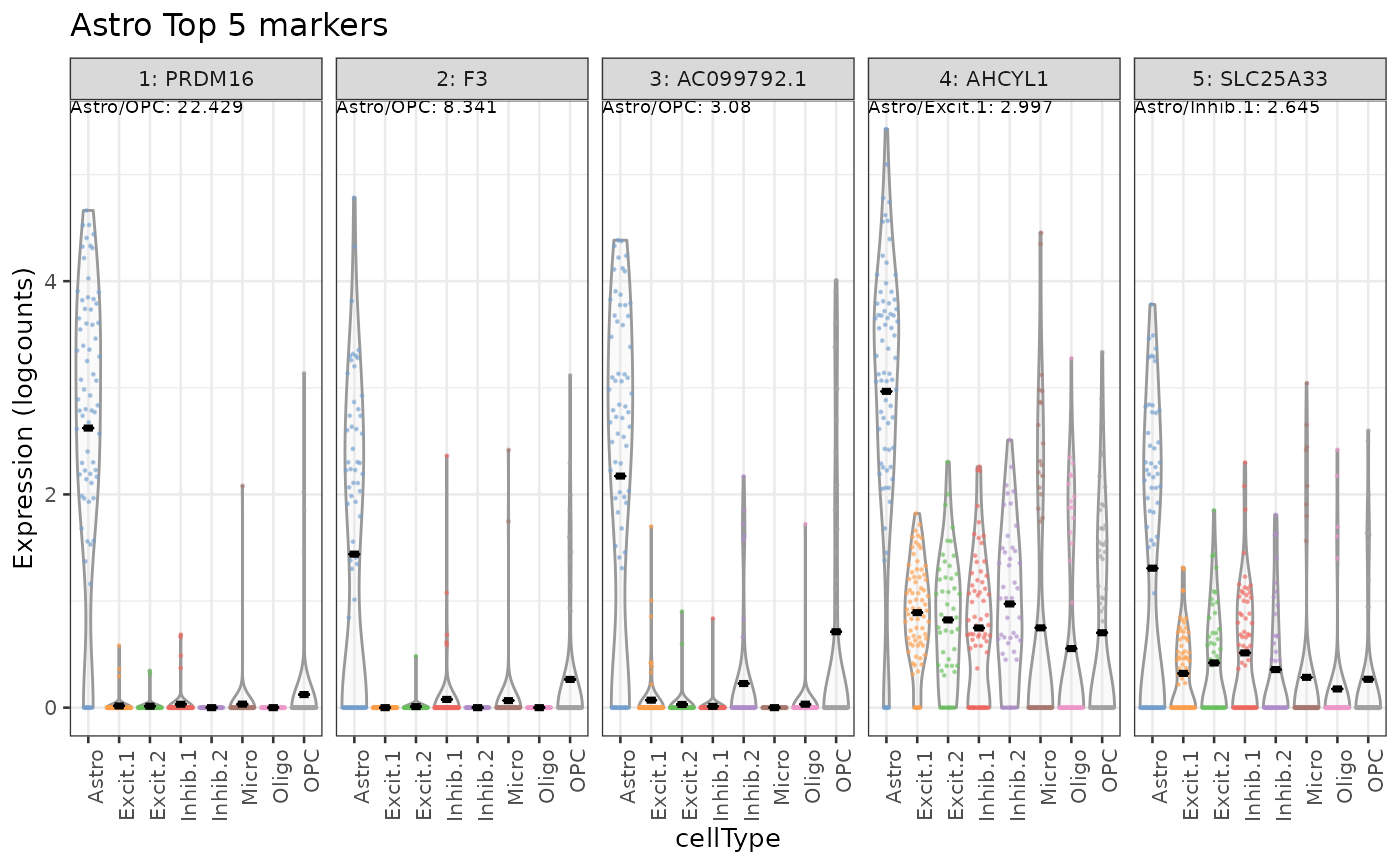 Astro Top 5 markers
1: PRDM16
2: F3
3: AC099792.1
4: AHCYL1
5: SLC25A33
Astro/OPC: 22.429
Astro/OPC: 8.341
Astro/OPC: 3.08
Astro/Excit.1: 2.997
Astro/Inhib.1: 2.645
Expression (logcounts)
4
2
0
Astro
Excit.1
Excit.2
Inhib.1
Inhib.2
Micro
Oligo
OPC
Astro
Excit.1
Excit.2
Inhib.1
Inhib.2
Micro
Oligo
OPC
Astro
Excit.1
Excit.2
Inhib.1
Inhib.2
Micro
Oligo
OPC
Astro
Excit.1
Excit.2
Inhib.1
Inhib.2
Micro
Oligo
OPC
Astro
Excit.1
Excit.2
Inhib.1
Inhib.2
Micro
Oligo
OPC
cellType